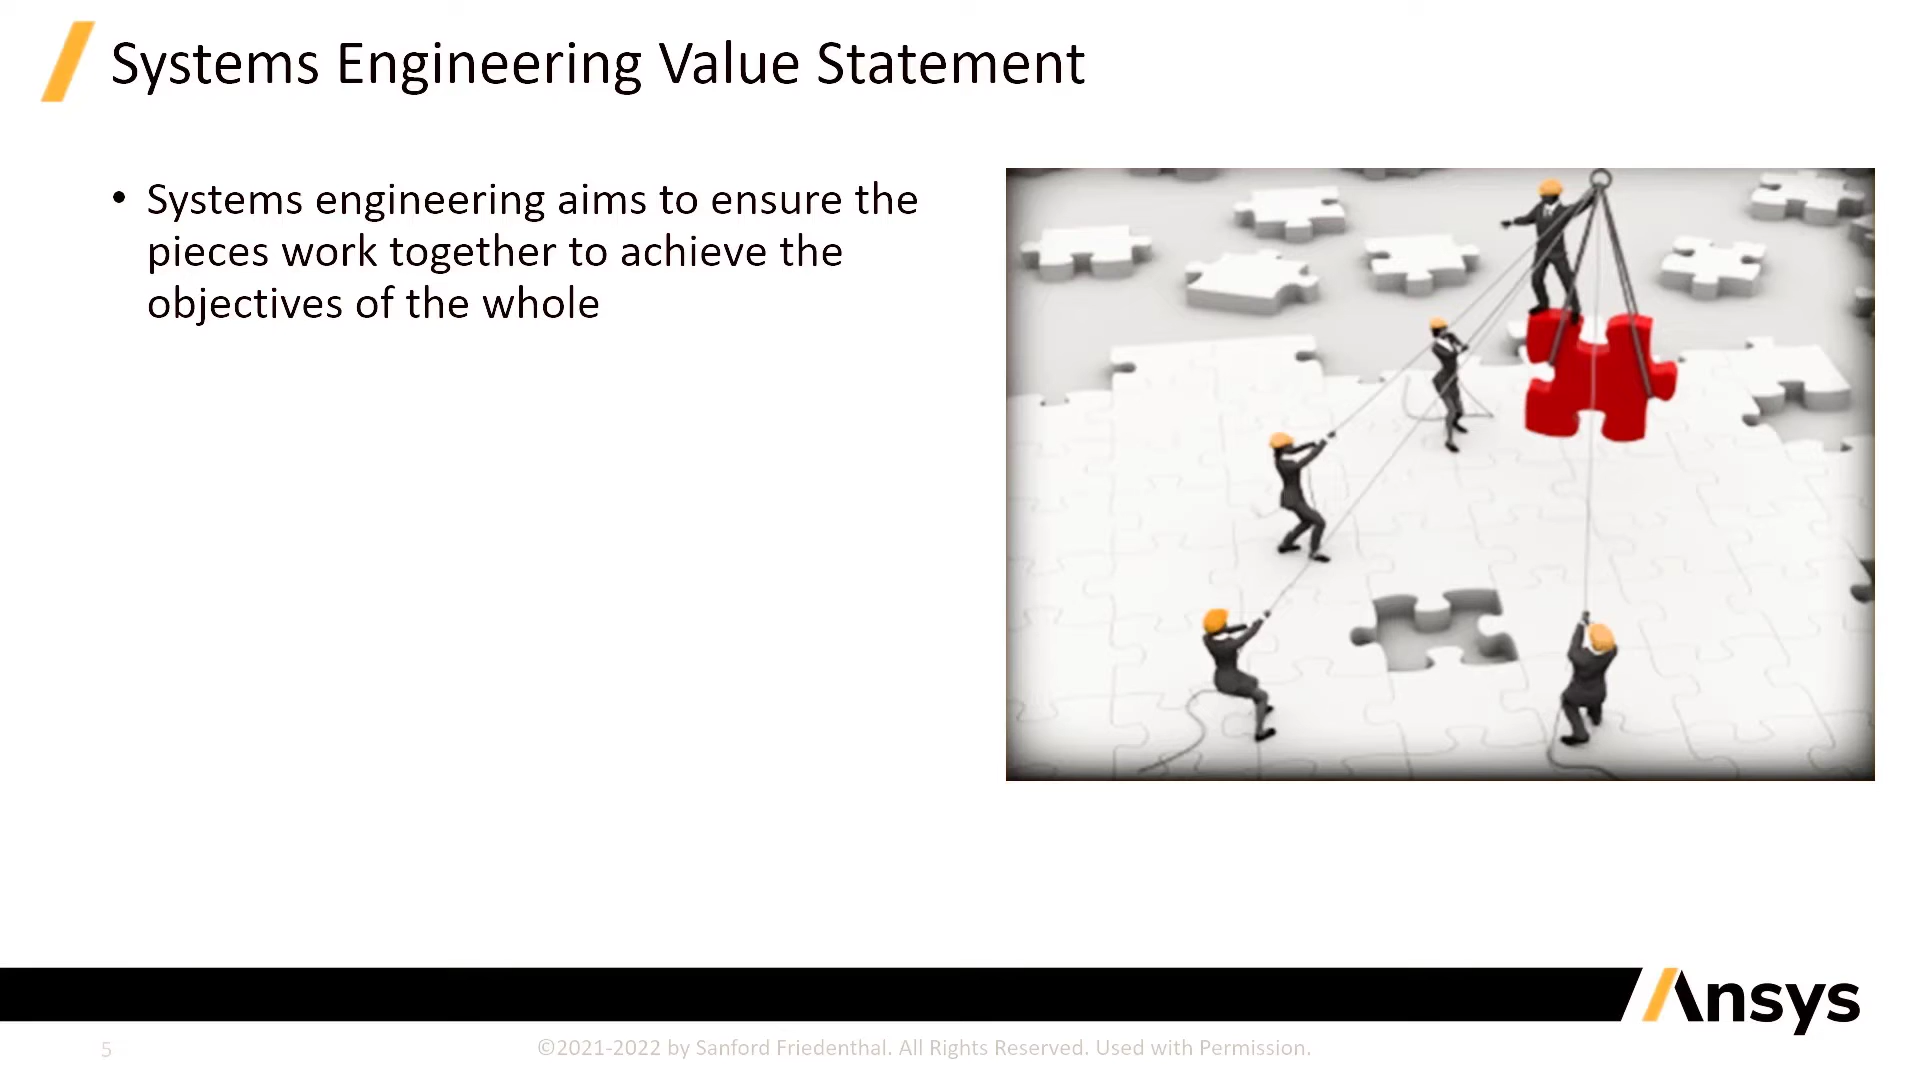 Systems Engineering Value Statement
• Systems engineering aims to ensure the
pieces work together to achieve the
objectives of the whole
Ansys
5
©2021-2022 by Sanford Friedenthal. All Rights Reserved. Used with Permission.